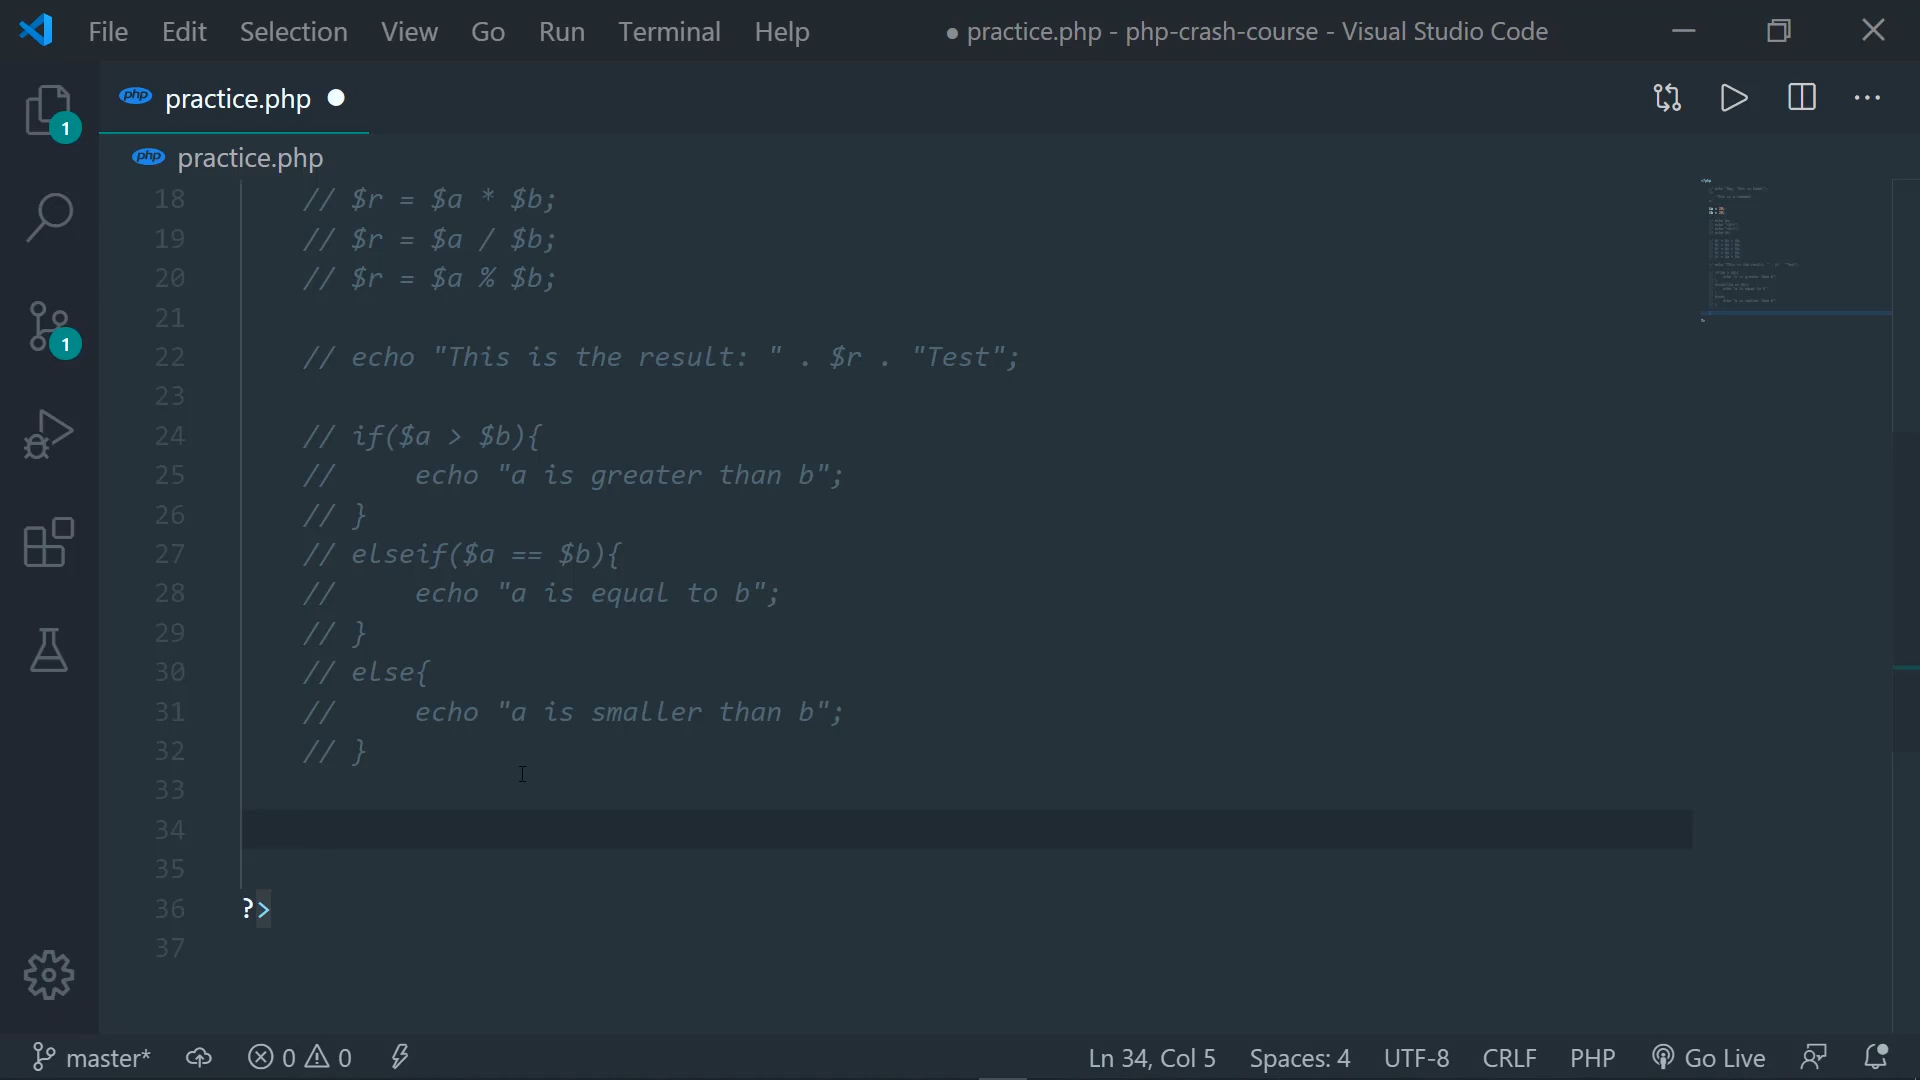 File Edit Selection View Go Run Terminal Help ● practice.php - php-crash-course - Visual Studio Code
php practice.php
php practice.php
1
1
18 // $r = $a * $b;
19 // $r = $a / $b;
20 // $r = $a % $b;
21
22 // echo "This is the result: " . $r . "Test";
23
24 // if($a > $b){
25 //     echo "a is greater than b";
26 // }
27 // elseif($a == $b){
28 //     echo "a is equal to b";
29 // }
30 // else{
31 //     echo "a is smaller than b";
32 // }
33
34
35
36 ?>
37
master* 0 0 Ln 34, Col 5 Spaces: 4 UTF-8 CRLF PHP Go Live